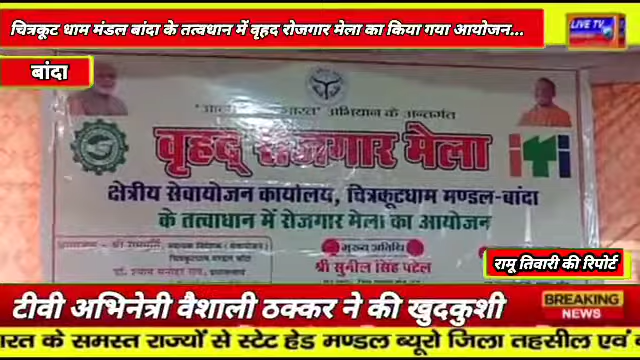 चित्रकूट धाम मंडल बांदा के तत्वधान में वृहद रोजगार मेला का किया गया आयोजन...
LIVE TV
बांदा
भारत" अभियान के अन्तर्गत
वृहद् रोजगार मेला
iti
क्षेत्रीय सेवायोजन कार्यालय, चित्रकूटधाम मण्डल-बांदा
के तत्वाधान में रोजगार मेला का आयोजन
मुख्य अतिथि
श्री सुनील सिंह पटेल
रामू तिवारी की रिपोर्ट
टीवी अभिनेत्री वैशाली ठक्कर ने की खुदकुशी
BREAKING
NEWS
के समस्त राज्यों से स्टेट हेड मण्डल ब्यूरो जिला तहसील एवं